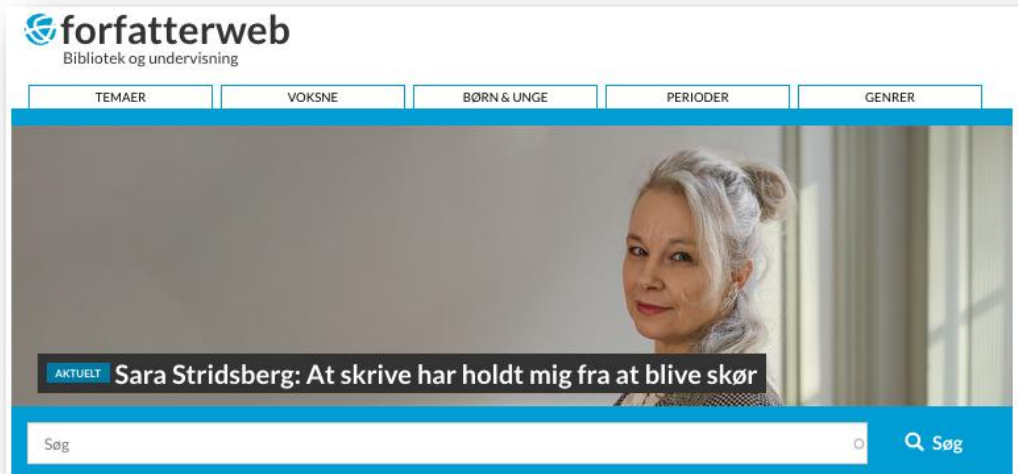 forfatterweb
Bibliotek og undervisning
TEMAER VOKSNE BØRN & UNGE PERIODER GENRER
AKTUELT Sara Stridsberg: At skrive har holdt mig fra at blive skør
Søg Søg